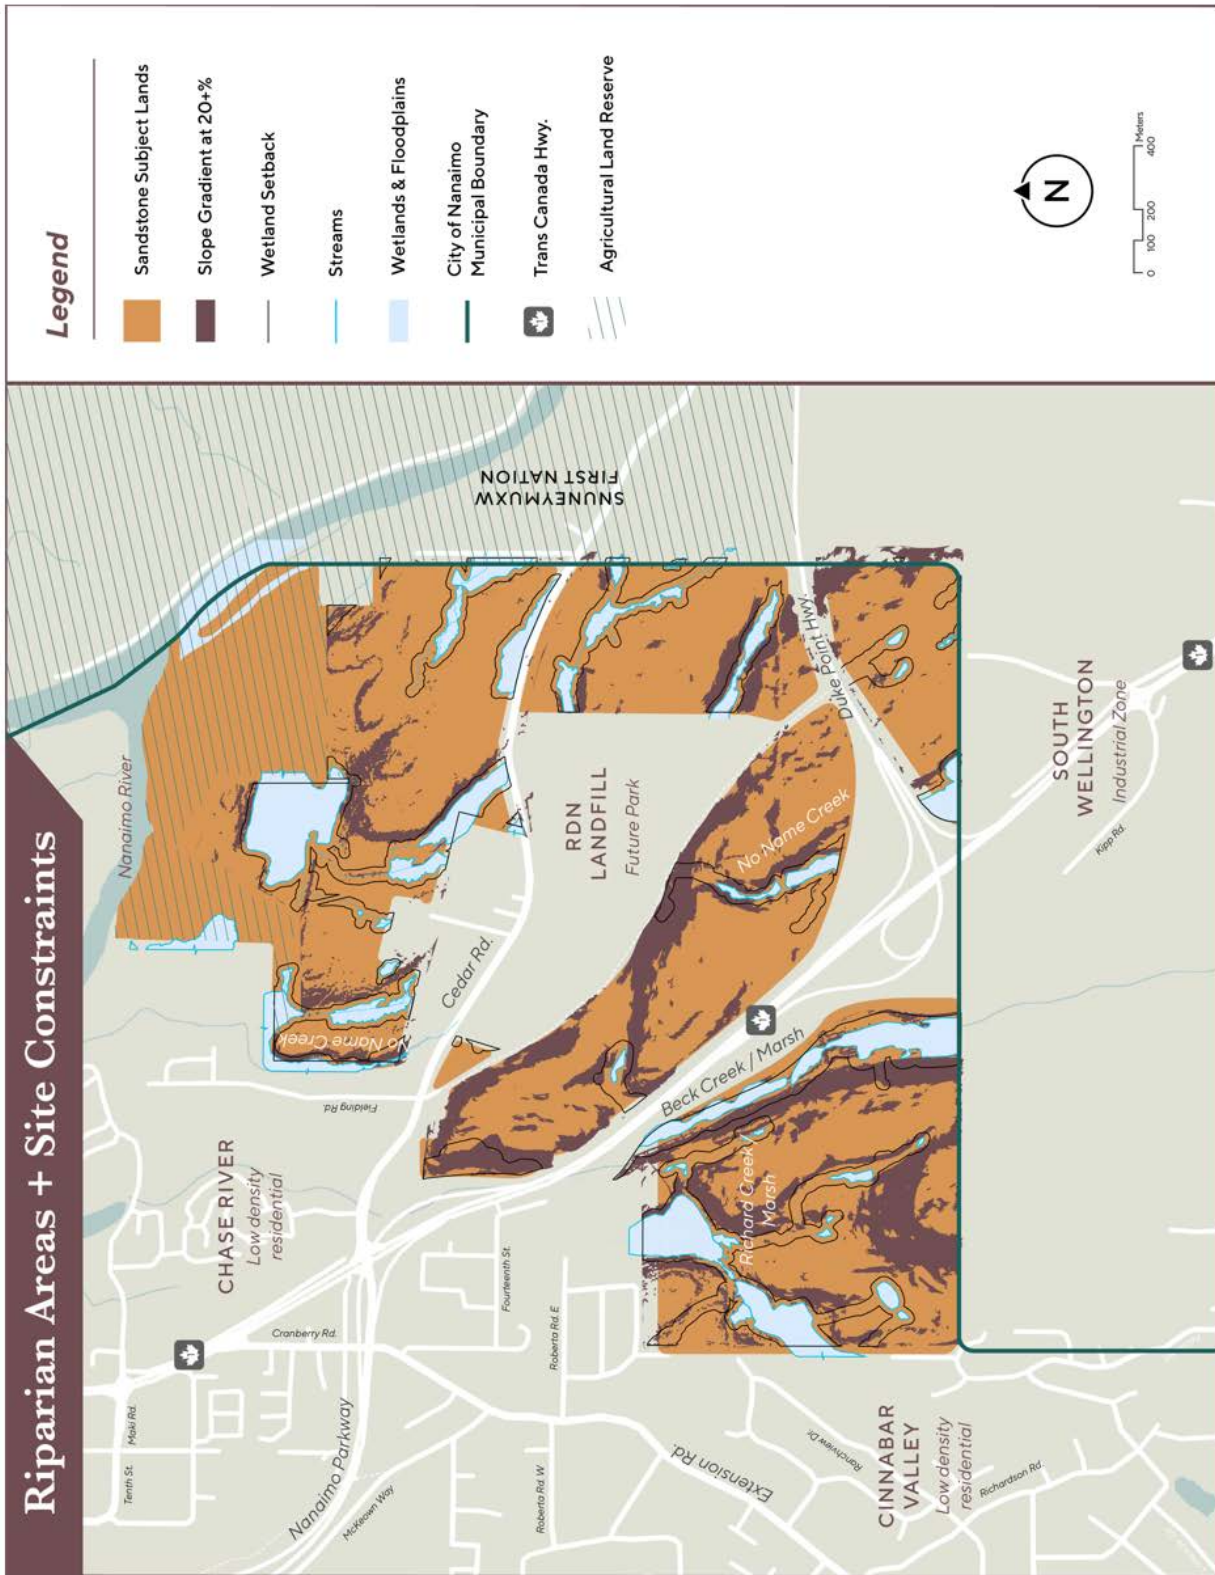 Riparian Areas + Site Constraints
Legend
Sandstone Subject Lands
Slope Gradient at 20+%
Wetland Setback
Streams
Wetlands & Floodplains
City of Nanaimo
Municipal Boundary
Trans Canada Hwy.
Agricultural Land Reserve
N
0 100 200 400
Meters
Nanaimo River
SNUNEYMUXW
FIRST NATION
Tenth St.
Maki Rd.
CHASE RIVER
Low density
residential
Fielding Rd.
No Name Creek
Cedar Rd.
Cranberry Rd.
Nanaimo Parkway
McKeown Way
Fourteenth St.
Roberta Rd. E
Roberta Rd. W
RDN
LANDFILL
Future Park
No Name Creek
Duke Point Hwy.
Beck Creek / Marsh
Richard Creek /
Marsh
Extension Rd.
Ranchview Dr.
CINNABAR
VALLEY
Low density
residential
Richardson Rd.
SOUTH
WELLINGTON
Industrial Zone
Kipp Rd.